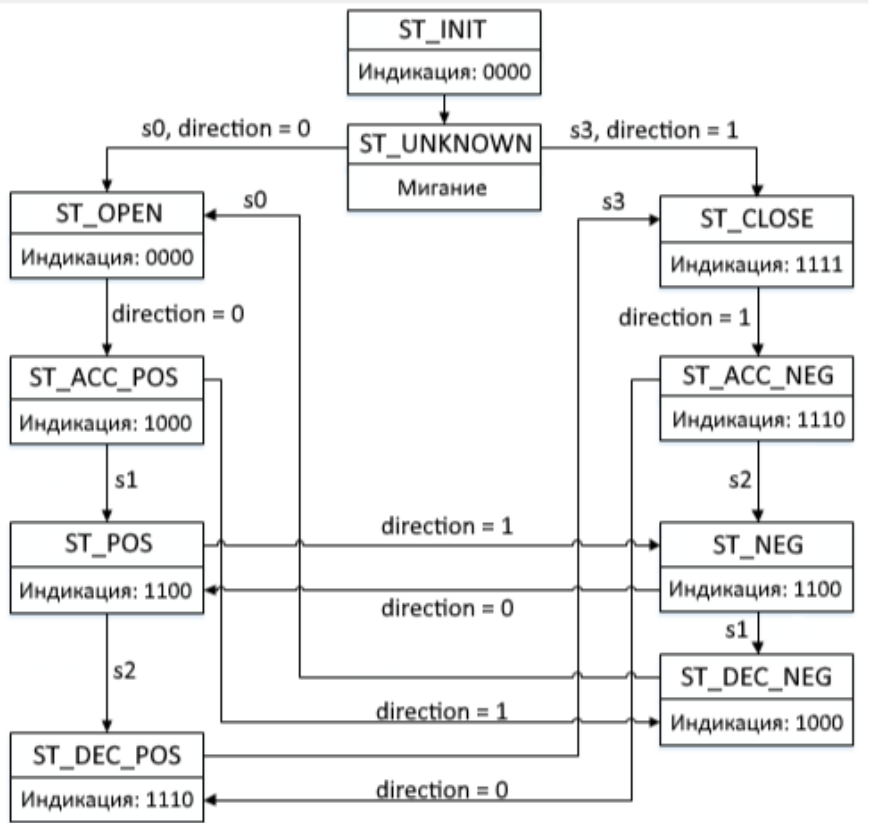 ST_INIT
Индикация: 0000
s0, direction = 0
ST_UNKNOWN
s3, direction = 1
Мигание
ST_OPEN
s0
s3
ST_CLOSE
Индикация: 0000
Индикация: 1111
direction = 0
direction = 1
ST_ACC_POS
ST_ACC_NEG
Индикация: 1000
Индикация: 1110
s1
s2
ST_POS
direction = 1
ST_NEG
Индикация: 1100
direction = 0
Индикация: 1100
s1
s2
ST_DEC_NEG
direction = 1
Индикация: 1000
ST_DEC_POS
direction = 0
Индикация: 1110